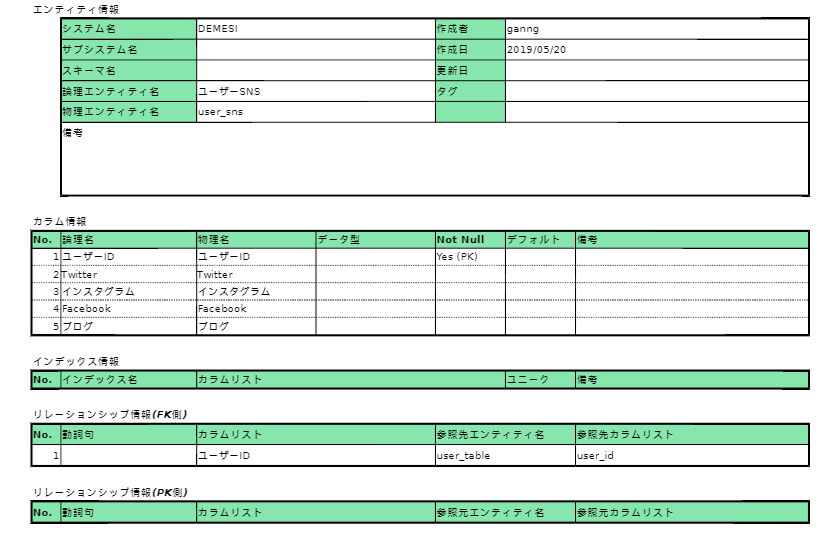 エンティティ情報
システム名 DEMESI 作成者 ganng
サブシステム名 作成日 2019/05/20
スキーマ名 更新日
論理エンティティ名 ユーザーSNS タグ
物理エンティティ名 user_sns
備考
カラム情報
No. 論理名 物理名 データ型 Not Null デフォルト 備考
1 ユーザーID ユーザーID Yes (PK)
2 Twitter Twitter
3 インスタグラム インスタグラム
4 Facebook Facebook
5 ブログ ブログ
インデックス情報
No. インデックス名 カラムリスト ユニーク 備考
リレーションシップ情報(FK側)
No. 動詞句 カラムリスト 参照先エンティティ名 参照先カラムリスト
1 ユーザーID user_table user_id
リレーションシップ情報(PK側)
No. 動詞句 カラムリスト 参照元エンティティ名 参照元カラムリスト